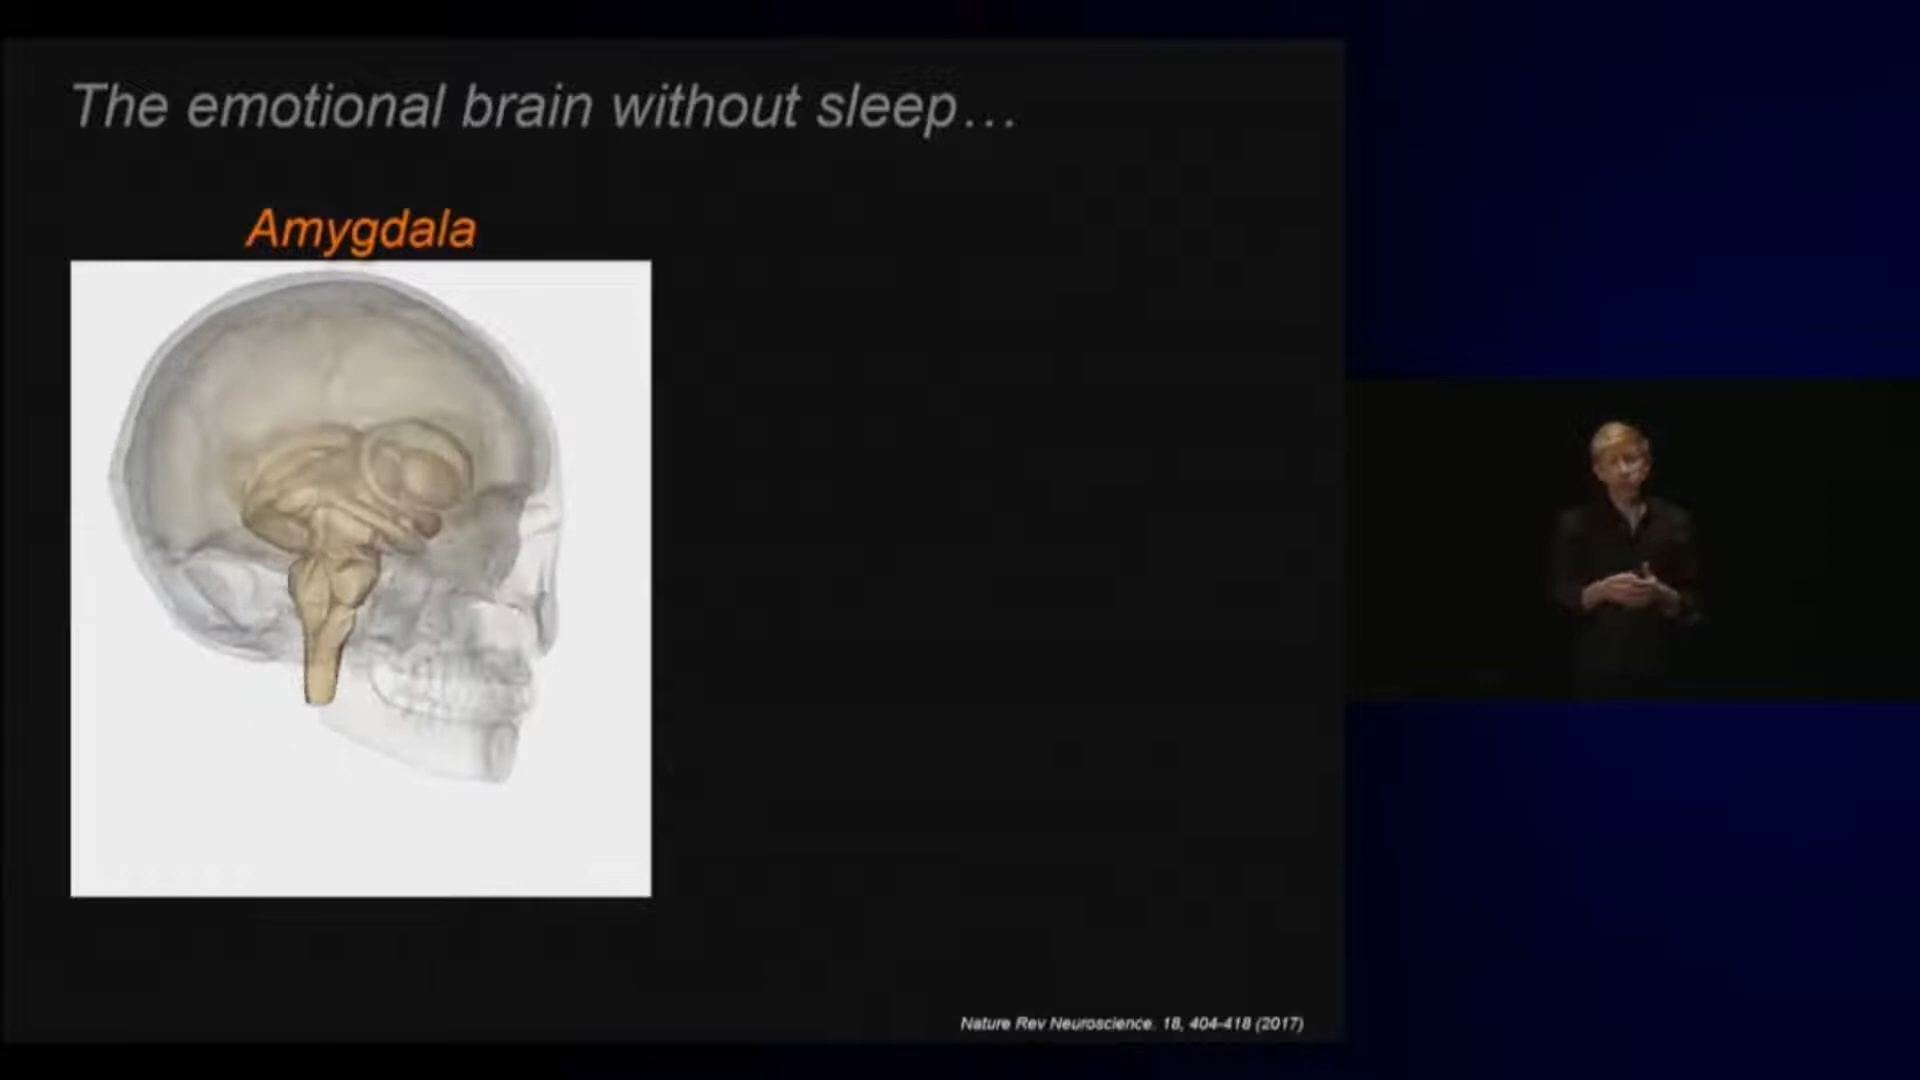 The emotional brain without sleep…
Amygdala
Nature Rev Neuroscience. 18, 404-418 (2017)